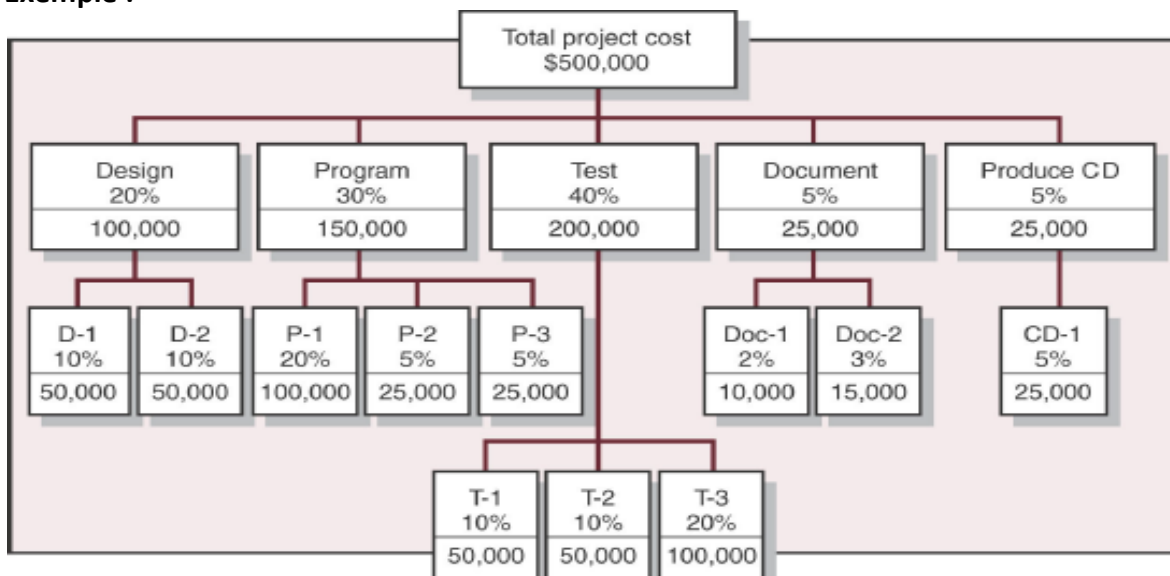 Exemple :
Total project cost
$500,000
Design
20%
100,000
Program
30%
150,000
Test
40%
200,000
Document
5%
25,000
Produce CD
5%
25,000
D-1
10%
50,000
D-2
10%
50,000
P-1
20%
100,000
P-2
5%
25,000
P-3
5%
25,000
Doc-1
2%
10,000
Doc-2
3%
15,000
CD-1
5%
25,000
T-1
10%
50,000
T-2
10%
50,000
T-3
20%
100,000